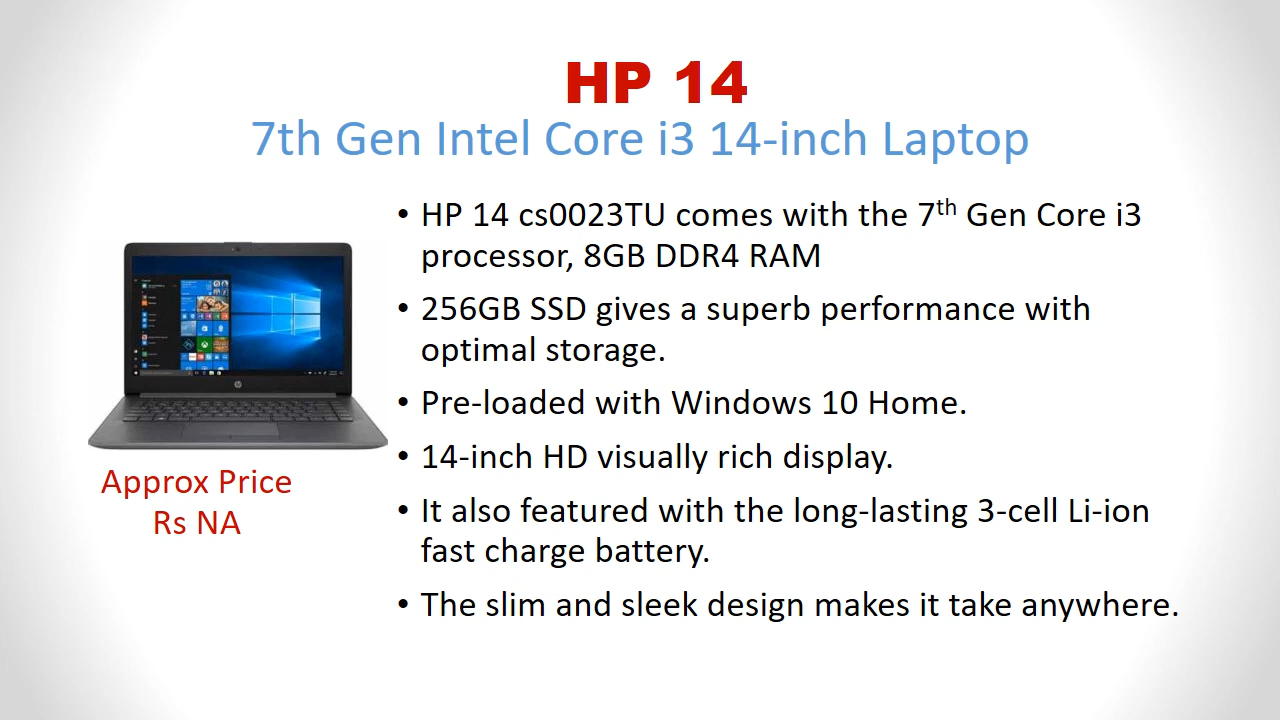 HP 14
7th Gen Intel Core i3 14-inch Laptop
• HP 14 cs0023TU comes with the 7th Gen Core i3
processor, 8GB DDR4 RAM
• 256GB SSD gives a superb performance with
optimal storage.
• Pre-loaded with Windows 10 Home.
• 14-inch HD visually rich display.
• It also featured with the long-lasting 3-cell Li-ion
fast charge battery.
• The slim and sleek design makes it take anywhere.
Approx Price
Rs NA